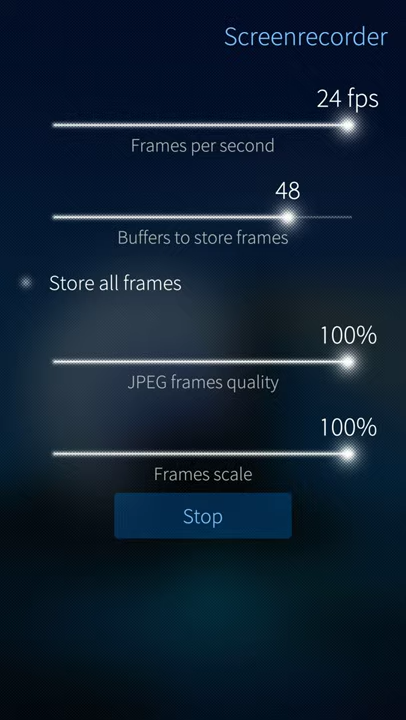 Screenrecorder
24 fps
Frames per second
48
Buffers to store frames
Store all frames
100%
JPEG frames quality
100%
Frames scale
Stop